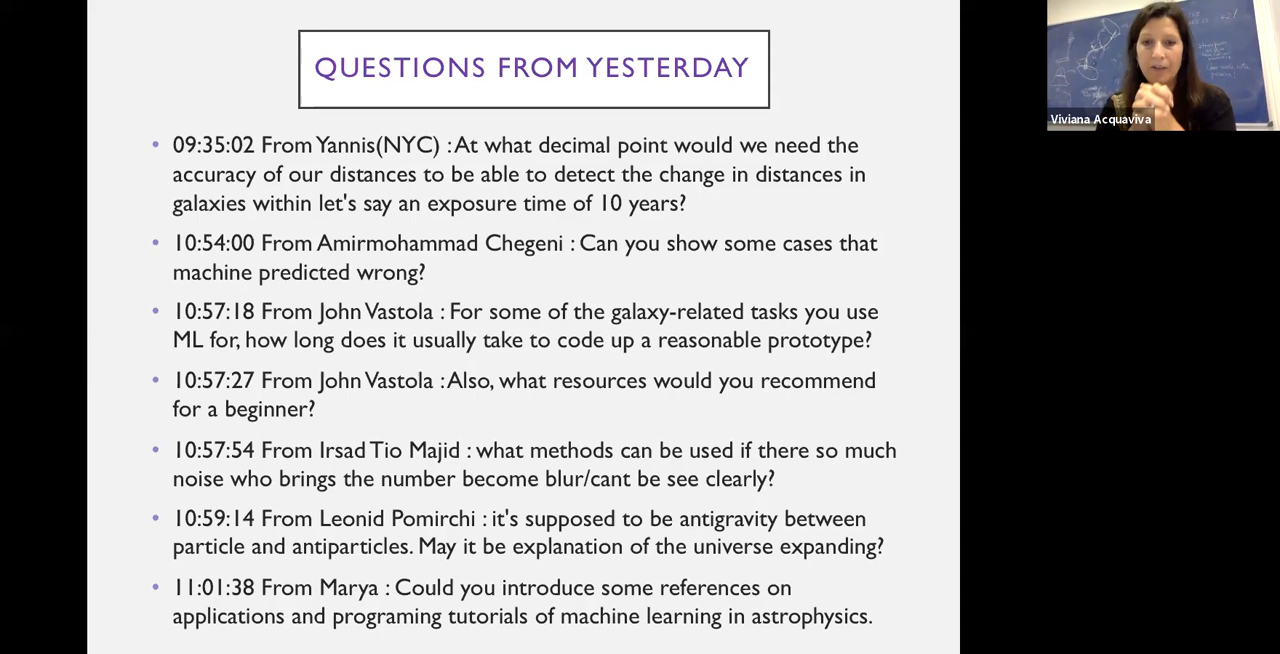 QUESTIONS FROM YESTERDAY
• 09:35:02 From Yannis(NYC) : At what decimal point would we need the
accuracy of our distances to be able to detect the change in distances in
galaxies within let's say an exposure time of 10 years?
• 10:54:00 From Amirmohammad Chegeni : Can you show some cases that
machine predicted wrong?
• 10:57:18 From John Vastola : For some of the galaxy-related tasks you use
ML for, how long does it usually take to code up a reasonable prototype?
• 10:57:27 From John Vastola : Also, what resources would you recommend
for a beginner?
• 10:57:54 From Irsad Tio Majid : what methods can be used if there so much
noise who brings the number become blur/cant be see clearly?
• 10:59:14 From Leonid Pomirchi : it's supposed to be antigravity between
particle and antiparticles. May it be explanation of the universe expanding?
• 11:01:38 From Marya : Could you introduce some references on
applications and programing tutorials of machine learning in astrophysics.
Viviana Acquaviva